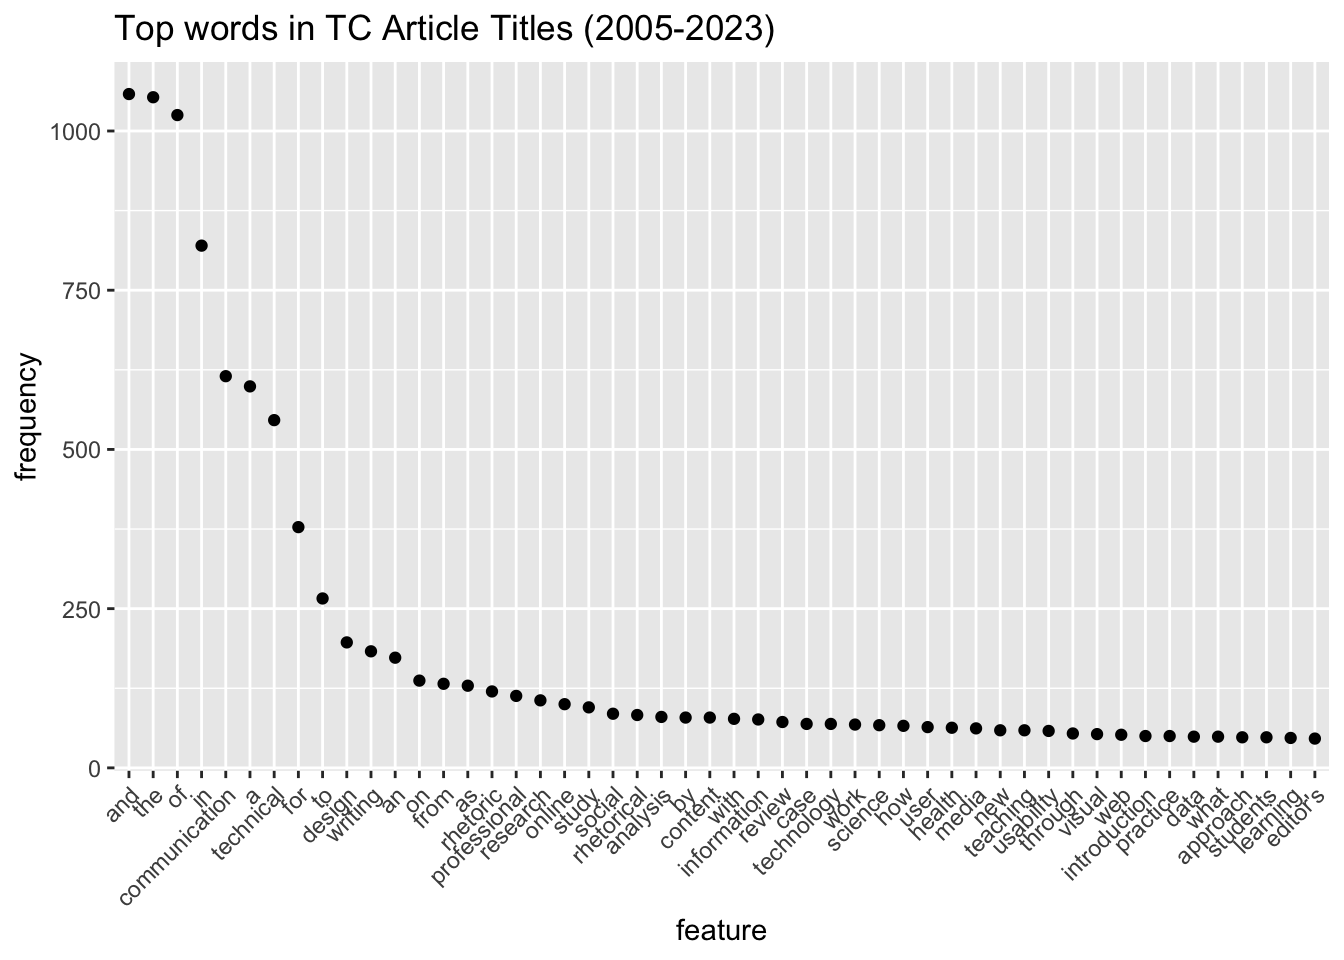 Top words in TC Article Titles (2005-2023)
1000
750
500
250
0
frequency
and
the
of
in
communication
a
technical
for
to
design
writing
an
on
from
as
rhetoric
professional
research
online
study
social
rhetorical
analysis
by
content
with
information
review
case
technology
work
science
how
user
health
media
new
teaching
usability
through
visual
web
introduction
practice
data
what
approach
students
learning
editor's
feature